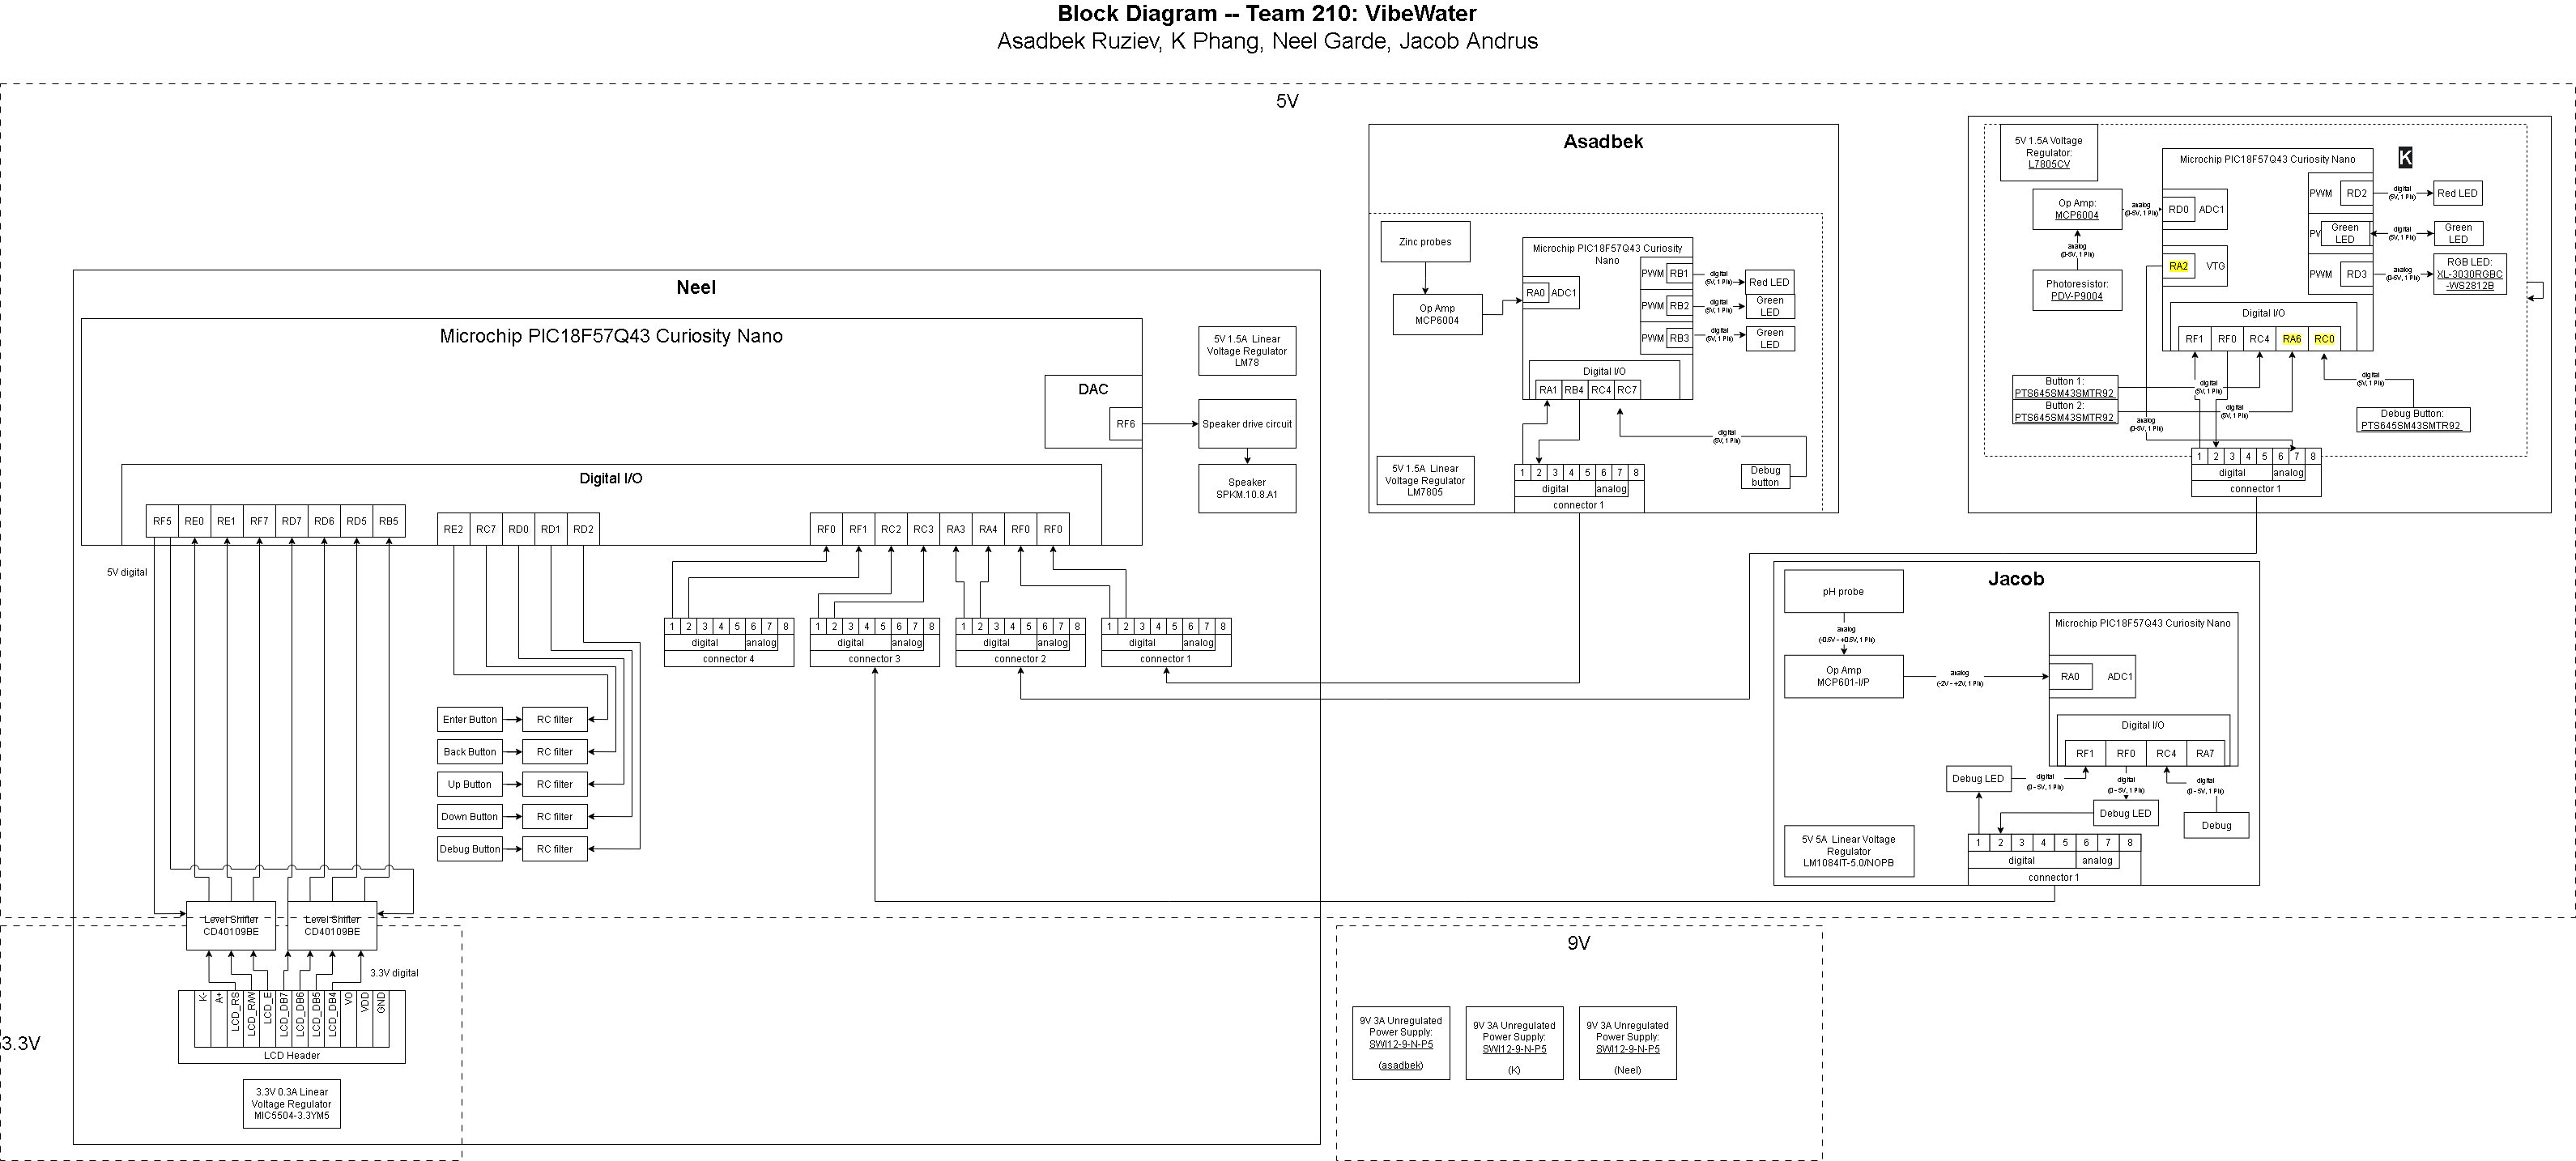 Block Diagram -- Team 210: VibeWater
Asadbek Ruziev, K Phang, Neel Garde, Jacob Andrus
5V
Neel
Microchip PIC18F57Q43 Curiosity Nano
DAC
RF6
5V 1.5A Linear
Voltage Regulator
LM78
Speaker drive circuit
Speaker
SPKM.10.8.A1
Digital I/O
RF5 RE0 RE1 RF7 RD7 RD6 RD5 RB5
RE2 RC7 RD0 RD1 RD2
RF0 RF1 RC2 RC3 RA3 RA4 RF0 RF0
5V digital
1 2 3 4 5 6 7 8
digital analog
connector 4
1 2 3 4 5 6 7 8
digital analog
connector 3
1 2 3 4 5 6 7 8
digital analog
connector 2
1 2 3 4 5 6 7 8
digital analog
connector 1
Enter Button RC filter
Back Button RC filter
Up Button RC filter
Down Button RC filter
Debug Button RC filter
Level Shifter
CD40109BE
Level Shifter
CD40109BE
3.3V digital
K-
A+
LCD_RS
LCD_R/W
LCD_E
LCD_DB7
LCD_DB6
LCD_DB5
LCD_DB4
VO
VDD
GND
LCD Header
3.3V
3.3V 0.3A Linear
Voltage Regulator
MIC5504-3.3YM5
Asadbek
Zinc probes
Op Amp
MCP6004
Microchip PIC18F57Q43 Curiosity
Nano
RA0 ADC1
PWM RB1
digital
(5V, 1 Pin)
Red LED
PWM RB2
digital
(5V, 1 Pin)
Green
LED
PWM RB3
digital
(5V, 1 Pin)
Green
LED
Digital I/O
RA1 RB4 RC4 RC7
digital
(5V, 1 Pin)
Debug
button
5V 1.5A Linear
Voltage Regulator
LM7805
1 2 3 4 5 6 7 8
digital analog
connector 1
K
5V 1.5A Voltage
Regulator:
L7805CV
Microchip PIC18F57Q43 Curiosity Nano
Op Amp:
MCP6004
analog
(0-5V, 1 Pin)
RD0 ADC1
analog
(0-5V, 1 Pin)
Photoresistor:
PDV-P9004
RA2 VTG
PWM RD2
digital
(5V, 1 Pin)
Red LED
PV
Green
LED
digital
(5V, 1 Pin)
Green
LED
PWM RD3
analog
(5V, 1 Pin)
RGB LED:
XL-3030RGBC
-WS2812B
Digital I/O
RF1 RF0 RC4 RA6 RC0
Button 1:
PTS645SM43SMTR92
Button 2:
PTS645SM43SMTR92
digital
(5V, 1 Pin)
digital
(5V, 1 Pin)
analog
(0-5V, 1 Pin)
digital
(5V, 1 Pin)
Debug Button:
PTS645SM43SMTR92
1 2 3 4 5 6 7 8
digital analog
connector 1
Jacob
pH probe
analog
(-0.5V - +0.5V, 1 Pin)
Op Amp
MCP601-I/P
analog
(-2V - +2V, 1 Pin)
Microchip PIC18F57Q43 Curiosity Nano
RA0 ADC1
Digital I/O
RF1 RF0 RC4 RA7
Debug LED
digital
(0 - 5V, 1 Pin)
digital
(0 - 5V, 1 Pin)
digital
(0 - 5V, 1 Pin)
Debug LED
Debug
5V 5A Linear Voltage
Regulator
LM1084IT-5.0/NOPB
1 2 3 4 5 6 7 8
digital analog
connector 1
9V
9V 3A Unregulated
Power Supply:
SWI12-9-N-P5
(asadbek)
9V 3A Unregulated
Power Supply:
SWI12-9-N-P5
(K)
9V 3A Unregulated
Power Supply:
SWI12-9-N-P5
(Neel)